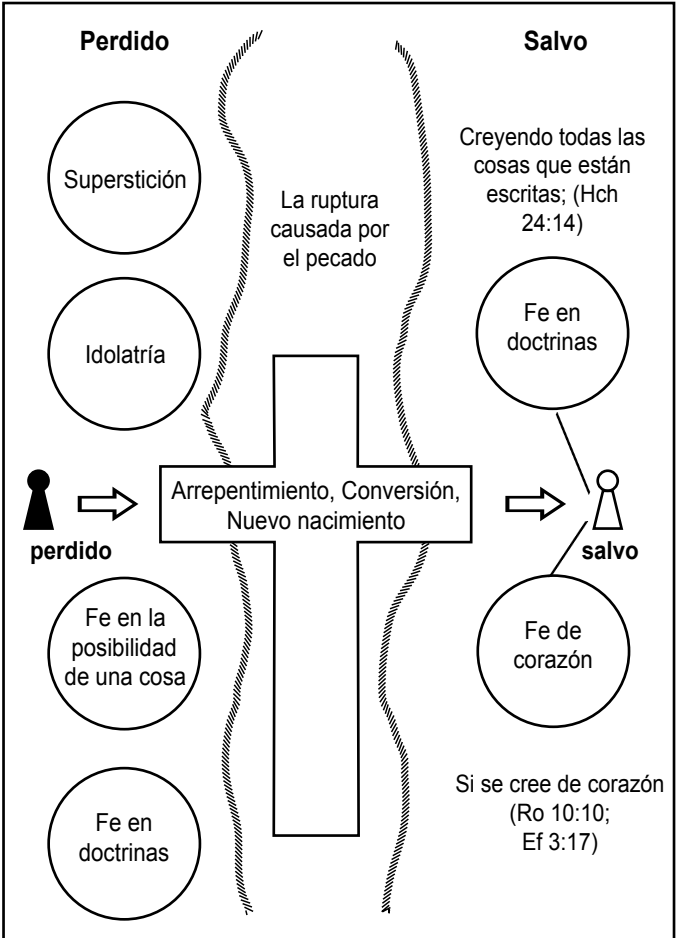 Perdido
Superstición
Idolatría
perdido
Fe en la
posibilidad
de una cosa
Fe en
doctrinas
La ruptura
causada por
el pecado
Arrepentimiento, Conversión,
Nuevo nacimiento
Salvo
Creyendo todas las
cosas que están
escritas; (Hch
24:14)
Fe en
doctrinas
salvo
Fe de
corazón
Si se cree de corazón
(Ro 10:10;
Ef 3:17)